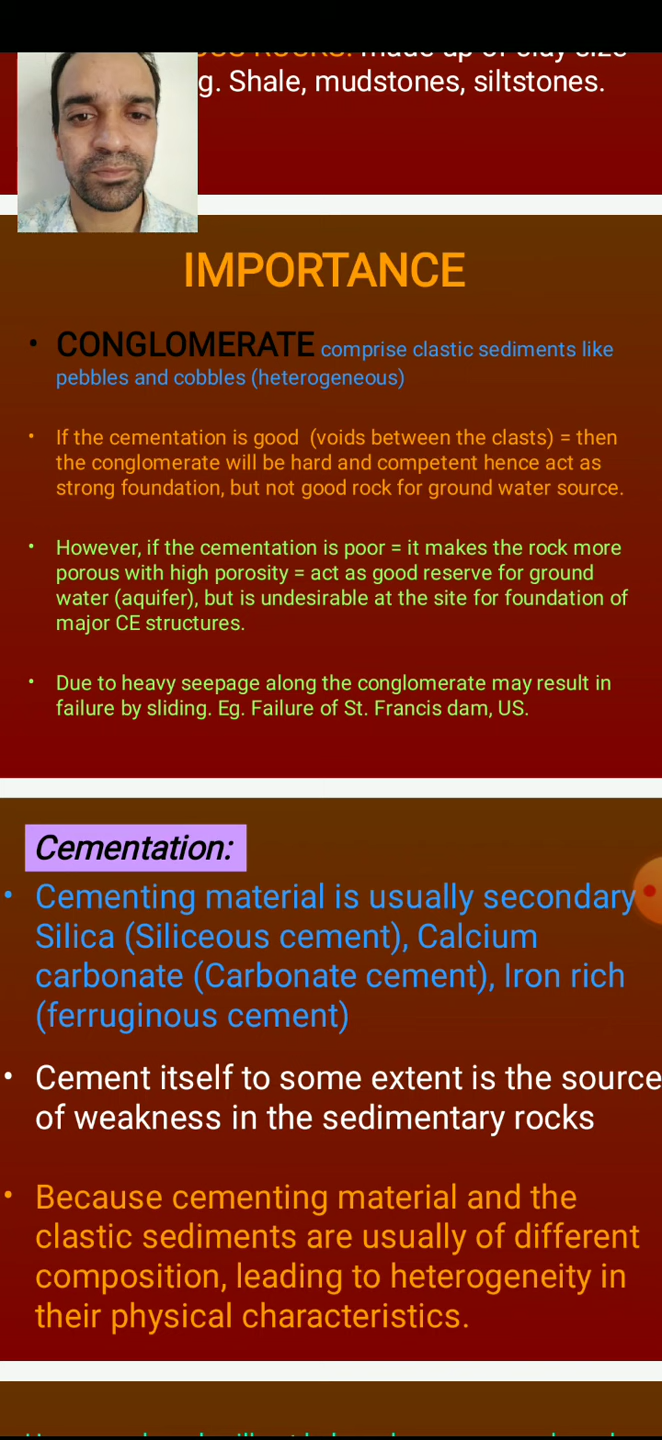 g. Shale, mudstones, siltstones.
IMPORTANCE
• CONGLOMERATE comprise clastic sediments like
pebbles and cobbles (heterogeneous)
• If the cementation is good (voids between the clasts) = then
the conglomerate will be hard and competent hence act as
strong foundation, but not good rock for ground water source.
• However, if the cementation is poor = it makes the rock more
porous with high porosity = act as good reserve for ground
water (aquifer), but is undesirable at the site for foundation of
major CE structures.
• Due to heavy seepage along the conglomerate may result in
failure by sliding. Eg. Failure of St. Francis dam, US.
Cementation:
• Cementing material is usually secondary
Silica (Siliceous cement), Calcium
carbonate (Carbonate cement), Iron rich
(ferruginous cement)
• Cement itself to some extent is the source
of weakness in the sedimentary rocks
• Because cementing material and the
clastic sediments are usually of different
composition, leading to heterogeneity in
their physical characteristics.